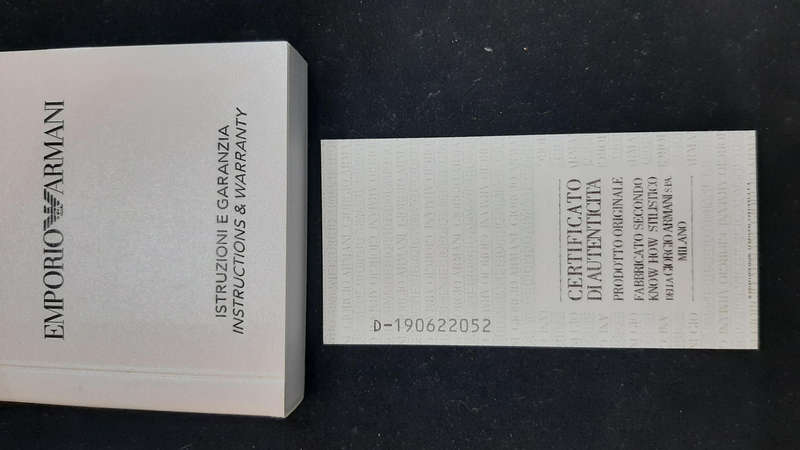 EMPORIO ARMANI
ISTRUZIONI E GARANZIA
INSTRUCTIONS & WARRANTY
CERTIFICATO
DI AUTENTICITA
PRODOTTO ORIGINALE
FABBRICATO SECONDO
KNOW HOW STILISTICO
DELLA GIORGIO ARMANI S.P.A.
MILANO
D-190622052